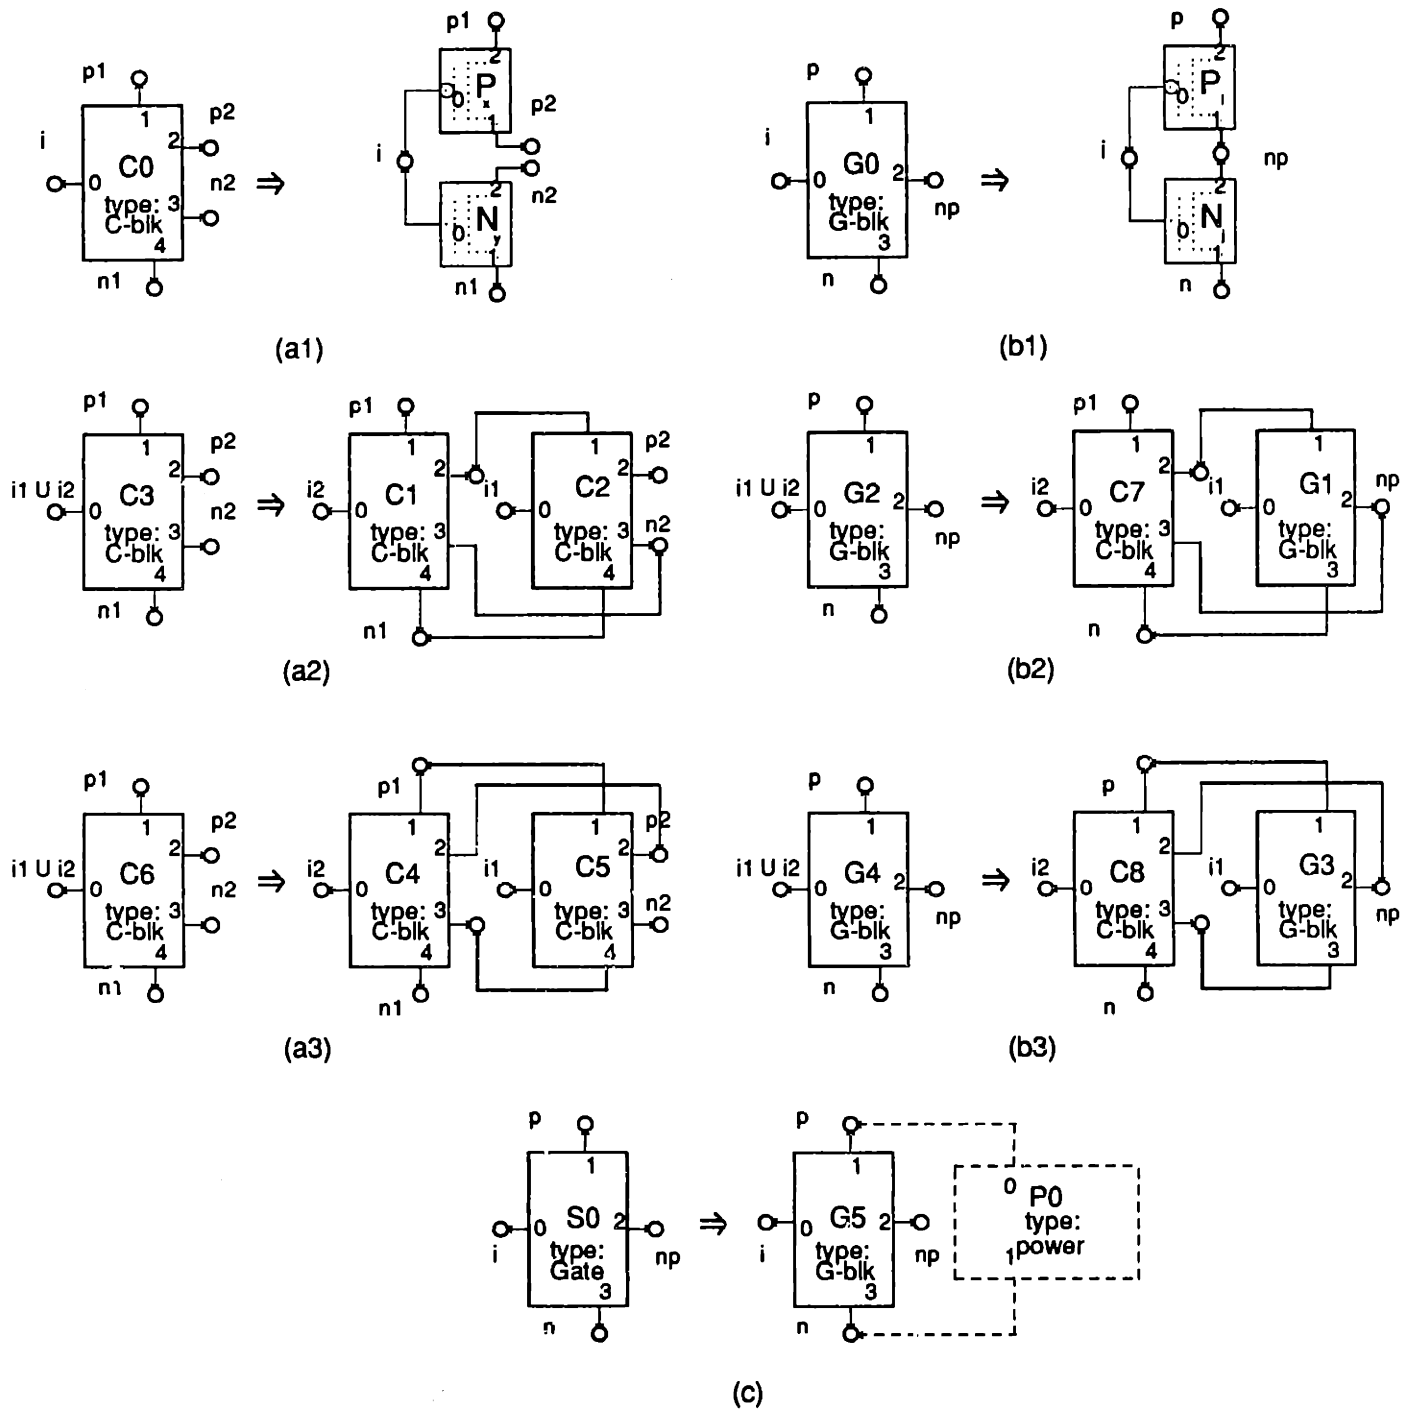 p1
1
C0
type:
C-blk
i
0
2
p2
3
n2
4
n1
⇒
p1
2
P
x
0
1
p2
i
n2
2
N
y
0
1
n1
(a1)
p
1
G0
type:
G-blk
i
0
2
np
3
n
⇒
p
2
P
i
0
1
i
np
2
N
j
0
1
n
(b1)
p1
1
C3
type:
C-blk
i1 U i2
0
2
p2
3
n2
4
n1
⇒
p1
1
C1
type:
C-blk
i2
0
2
3
4
n1
1
C2
type:
C-blk
i1
0
2
p2
3
n2
4
(a2)
p
1
G2
type:
G-blk
i1 U i2
0
2
np
3
n
⇒
p1
1
C7
type:
C-blk
i2
0
2
3
4
n
1
G1
type:
G-blk
i1
0
2
np
3
(b2)
p1
1
C6
type:
C-blk
i1 U i2
0
2
p2
3
n2
4
n1
⇒
p1
1
C4
type:
C-blk
i2
0
2
3
4
n1
1
C5
type:
C-blk
i1
0
2
p2
3
n2
4
(a3)
p
1
G4
type:
G-blk
i1 U i2
0
2
np
3
n
⇒
p
1
C8
type:
C-blk
i2
0
2
3
4
n
1
G3
type:
G-blk
i1
0
2
np
3
(b3)
p
1
S0
type:
Gate
i
0
2
np
3
n
⇒
p
1
G5
type:
G-blk
i
0
2
np
3
n
0
P0
type:
power
1
(c)